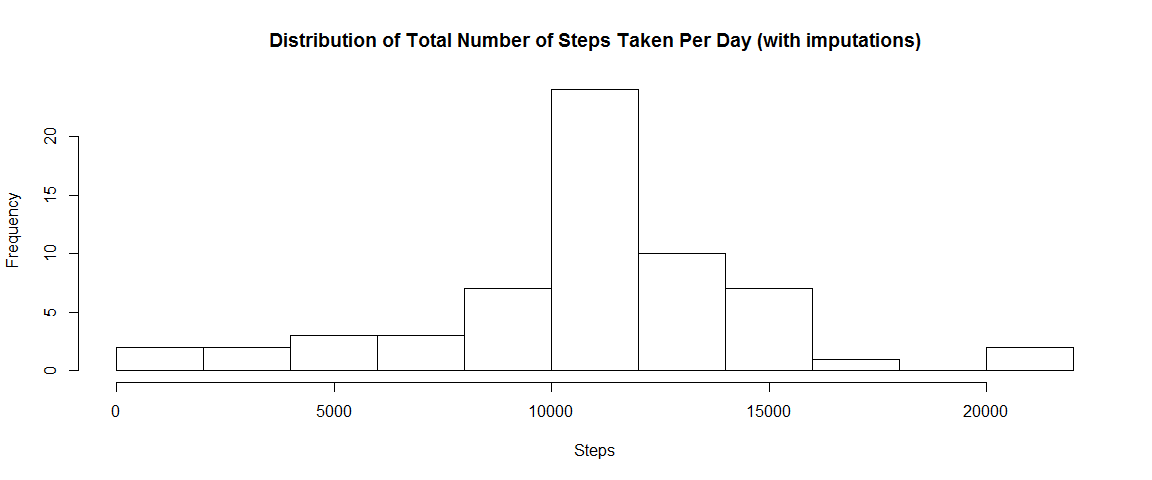 Distribution of Total Number of Steps Taken Per Day (with imputations)
Frequency
20
15
10
5
0
0 5000 10000 15000 20000
Steps